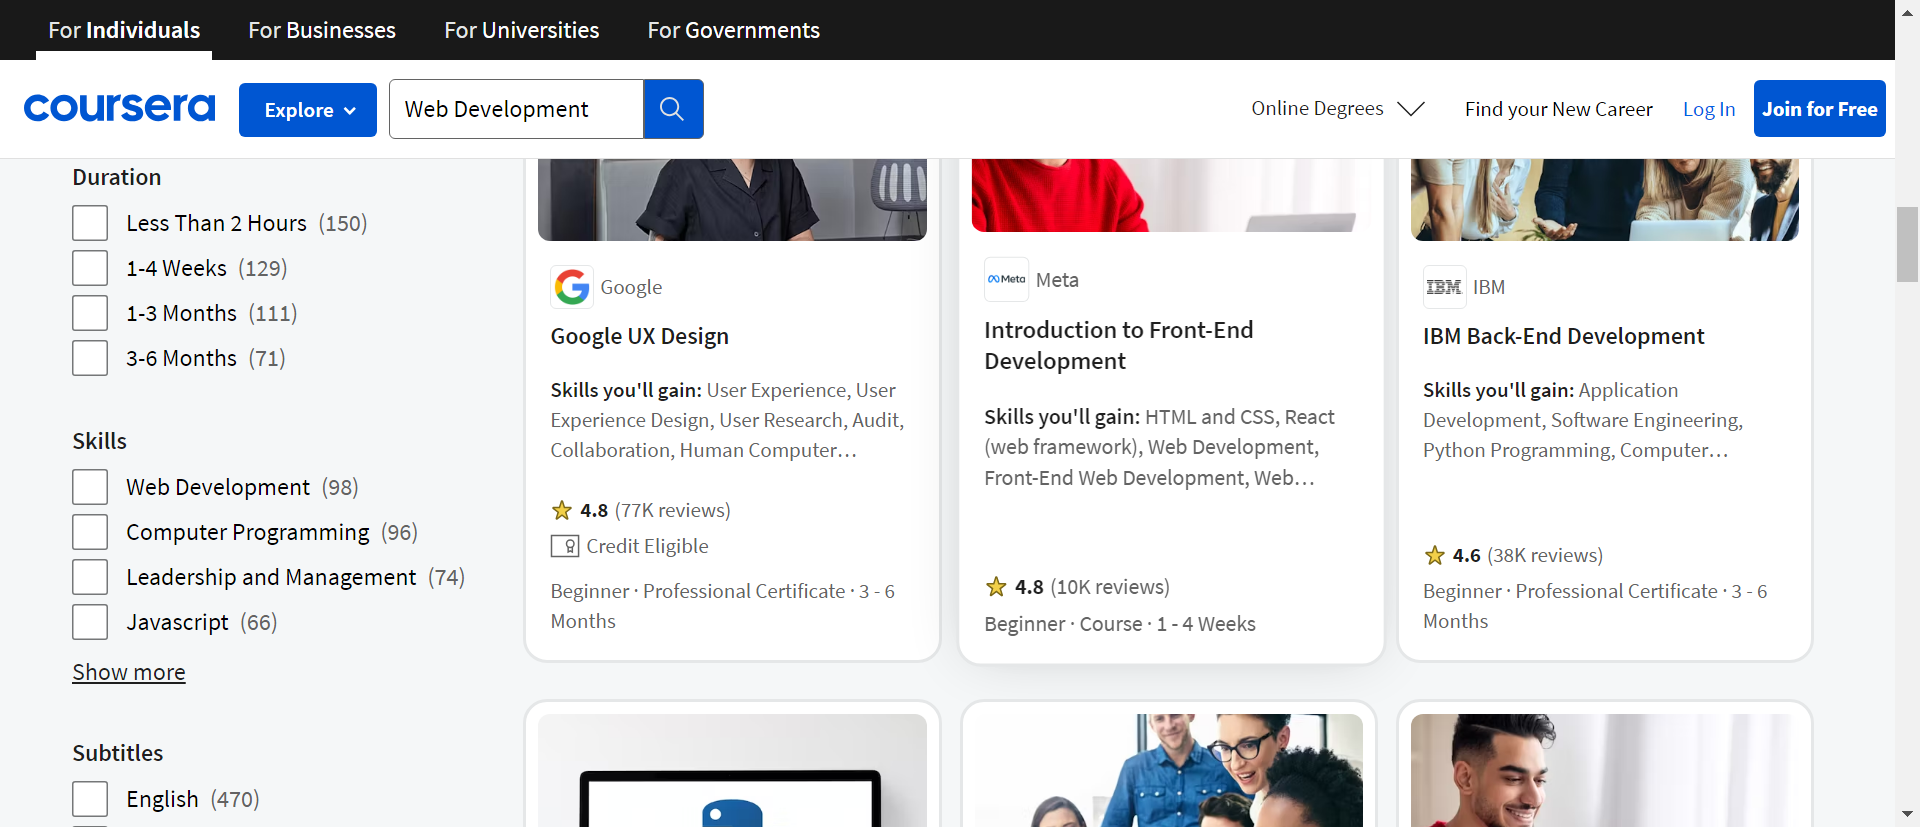 For Individuals
For Businesses
For Universities
For Governments
coursera
Explore
Web Development
Online Degrees
Find your New Career
Log In
Join for Free
Duration
Less Than 2 Hours (150)
1-4 Weeks (129)
1-3 Months (111)
3-6 Months (71)
Skills
Web Development (98)
Computer Programming (96)
Leadership and Management (74)
Javascript (66)
Show more
Subtitles
English (470)
Google
Google UX Design
Skills you'll gain: User Experience, User
Experience Design, User Research, Audit,
Collaboration, Human Computer…
4.8 (77K reviews)
Credit Eligible
Beginner · Professional Certificate · 3 - 6
Months
Meta
Meta
Introduction to Front-End
Development
Skills you'll gain: HTML and CSS, React
(web framework), Web Development,
Front-End Web Development, Web…
4.8 (10K reviews)
Beginner · Course · 1 - 4 Weeks
IBM
IBM
IBM Back-End Development
Skills you'll gain: Application
Development, Software Engineering,
Python Programming, Computer…
4.6 (38K reviews)
Beginner · Professional Certificate · 3 - 6
Months